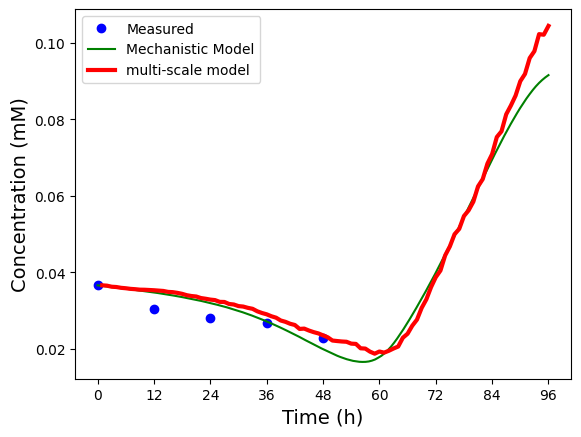 Measured
Mechanistic Model
multi-scale model
Concentration (mM)
0.10
0.08
0.06
0.04
0.02
0 12 24 36 48 60 72 84 96
Time (h)